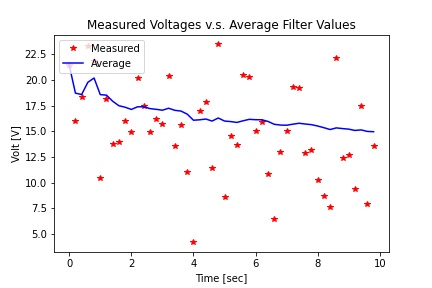 Measured Voltages v.s. Average Filter Values
Volt [V]
22.5
20.0
17.5
15.0
12.5
10.0
7.5
5.0
Measured
Average
0
2
4
6
8
10
Time [sec]